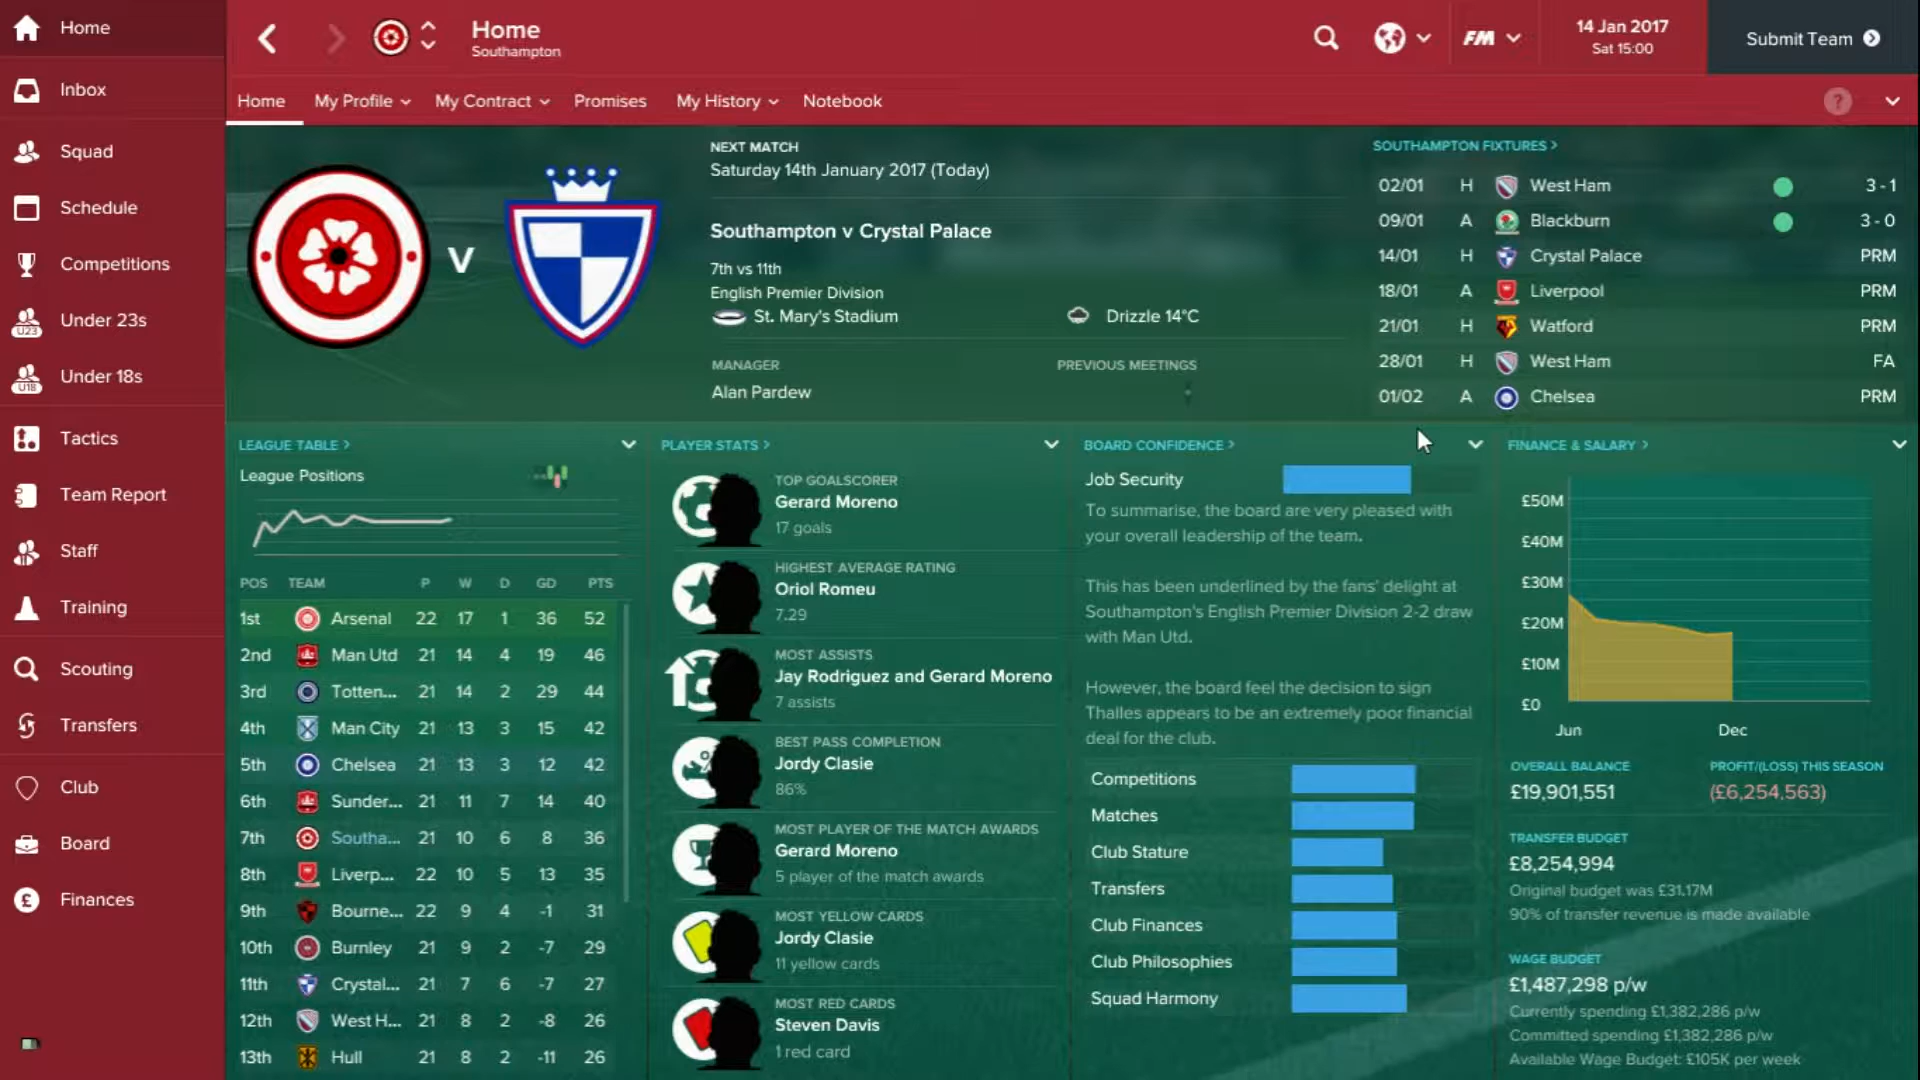 Home
Inbox
Squad
Schedule
Competitions
U23
Under 23s
U18
Under 18s
Tactics
Team Report
Staff
Training
Scouting
Transfers
Club
Board
£
Finances
Home
Southampton
FM
14 Jan 2017
Sat 15:00
Submit Team
Home
My Profile
My Contract
Promises
My History
Notebook
?
V
NEXT MATCH
Saturday 14th January 2017 (Today)
Southampton v Crystal Palace
7th vs 11th
English Premier Division
St. Mary's Stadium
Drizzle 14°C
MANAGER
PREVIOUS MEETINGS
Alan Pardew
SOUTHAMPTON FIXTURES >
02/01 H West Ham 3 - 1
09/01 A Blackburn 3 - 0
14/01 H Crystal Palace PRM
18/01 A Liverpool PRM
21/01 H Watford PRM
28/01 H West Ham FA
01/02 A Chelsea PRM
LEAGUE TABLE >
League Positions
POS TEAM P W D GD PTS
1st Arsenal 22 17 1 36 52
2nd Man Utd 21 14 4 19 46
3rd Totten... 21 14 2 29 44
4th Man City 21 13 3 15 42
5th Chelsea 21 13 3 12 42
6th Sunder... 21 11 7 14 40
7th Southa... 21 10 6 8 36
8th Liverp... 22 10 5 13 35
9th Bourne... 22 9 4 -1 31
10th Burnley 21 9 2 -7 29
11th Crystal... 21 7 6 -7 27
12th West H... 21 8 2 -8 26
13th Hull 21 8 2 -11 26
PLAYER STATS >
TOP GOALSCORER
Gerard Moreno
17 goals
HIGHEST AVERAGE RATING
Oriol Romeu
7.29
MOST ASSISTS
Jay Rodriguez and Gerard Moreno
7 assists
BEST PASS COMPLETION
Jordy Clasie
86%
MOST PLAYER OF THE MATCH AWARDS
Gerard Moreno
5 player of the match awards
MOST YELLOW CARDS
Jordy Clasie
11 yellow cards
MOST RED CARDS
Steven Davis
1 red card
BOARD CONFIDENCE >
Job Security
To summarise, the board are very pleased with
your overall leadership of the team.
This has been underlined by the fans' delight at
Southampton's English Premier Division 2-2 draw
with Man Utd.
However, the board feel the decision to sign
Thalles appears to be an extremely poor financial
deal for the club.
Competitions
Matches
Club Stature
Transfers
Club Finances
Club Philosophies
Squad Harmony
FINANCE & SALARY >
£50M
£40M
£30M
£20M
£10M
£0
Jun Dec
OVERALL BALANCE
£19,901,551
PROFIT/(LOSS) THIS SEASON
(£6,254,563)
TRANSFER BUDGET
£8,254,994
Original budget was £31.17M
90% of transfer revenue is made available
WAGE BUDGET
£1,487,298 p/w
Currently spending £1,382,286 p/w
Committed spending £1,382,286 p/w
Available Wage Budget: £105K per week